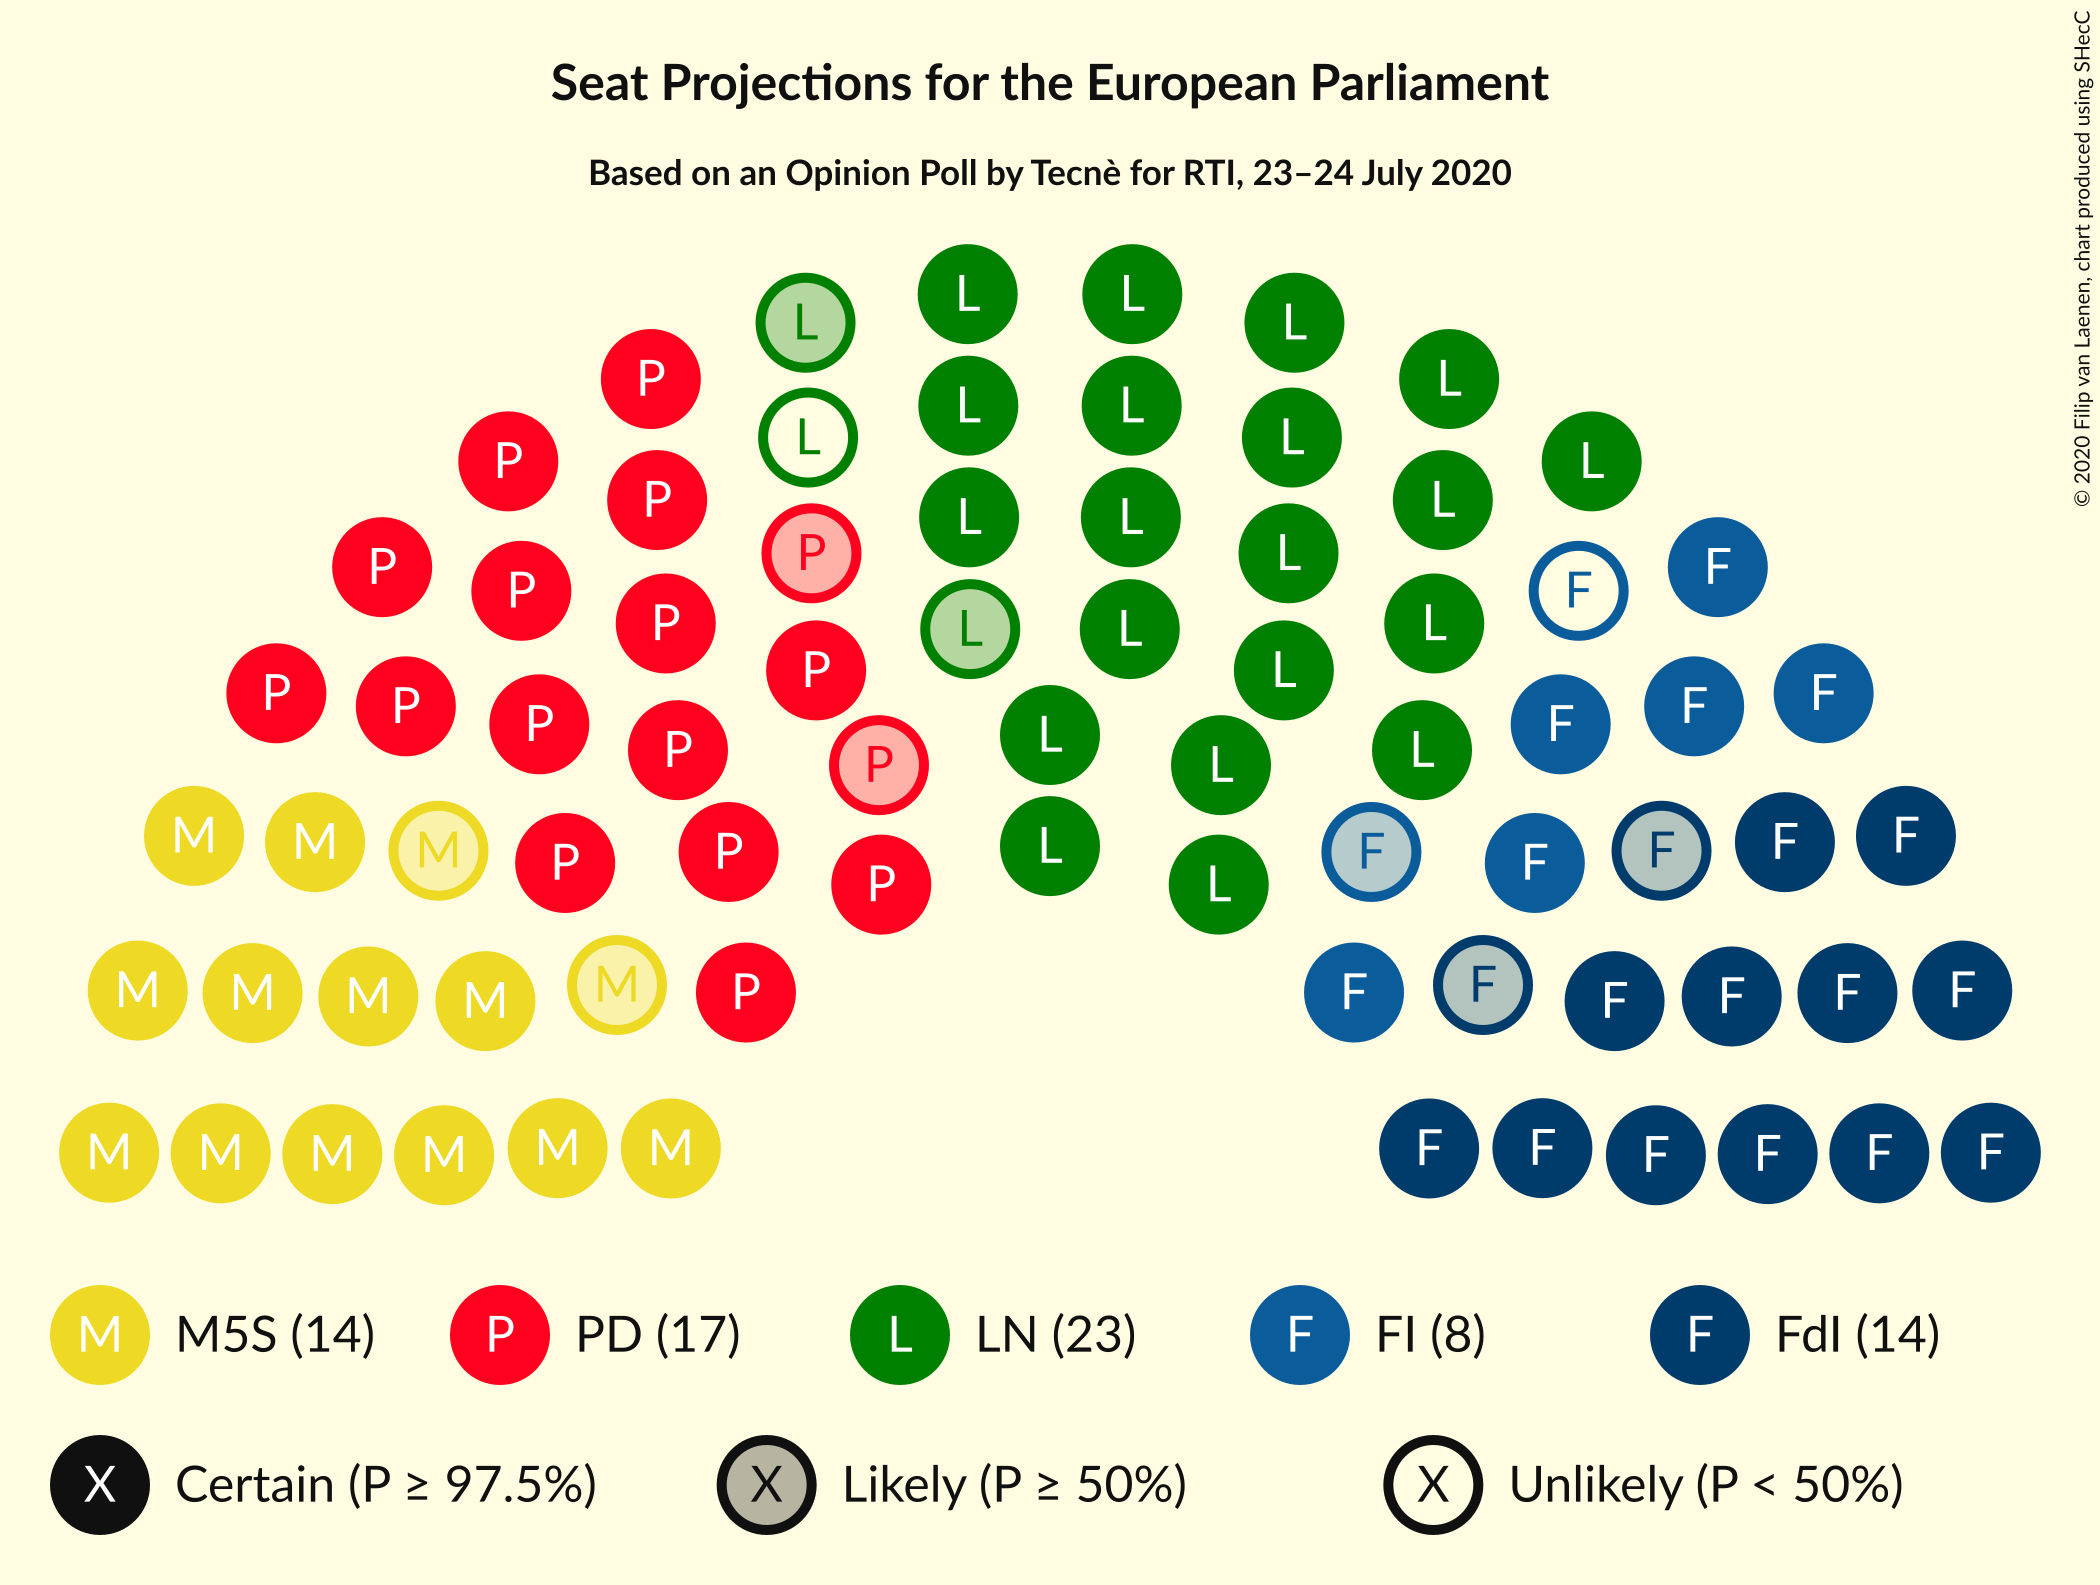 Seat Projections for the European Parliament
Based on an Opinion Poll by Tecnè for RTI, 23–24 July 2020
© 2020 Filip van Laenen, chart produced using SHecC
L L
L L
P L
L L
L L
P L
P L
P L L
P P L
P F F
P L
P L L
P L
P L
P F F
P P F F
P L
L
P L
M M M P P F F F F F
L
P L
M M M M M P F F F F F F
M M M M M M F F F F F F
M M5S (14) P PD (17) L LN (23) F FI (8) F FdI (14)
X Certain (P ≥ 97.5%) X Likely (P ≥ 50%) X Unlikely (P < 50%)